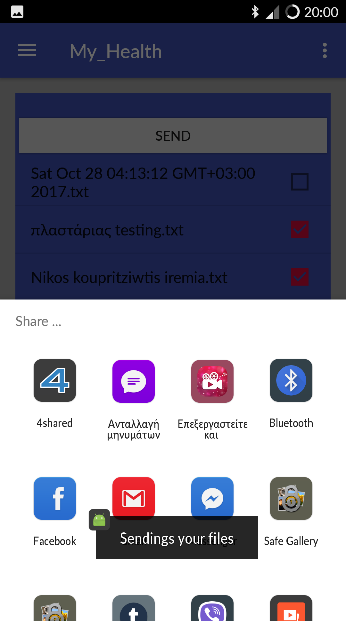 20:00
My_Health
SEND
Sat Oct 28 04:13:12 GMT+03:00
2017.txt
πλαστάριας testing.txt
Nikos koupritziwtis iremia.txt
Share ...
4shared
Ανταλλαγή
μηνυμάτων
Επεξεργαστείτε
και
Bluetooth
Facebook
Safe Gallery
Sendings your files